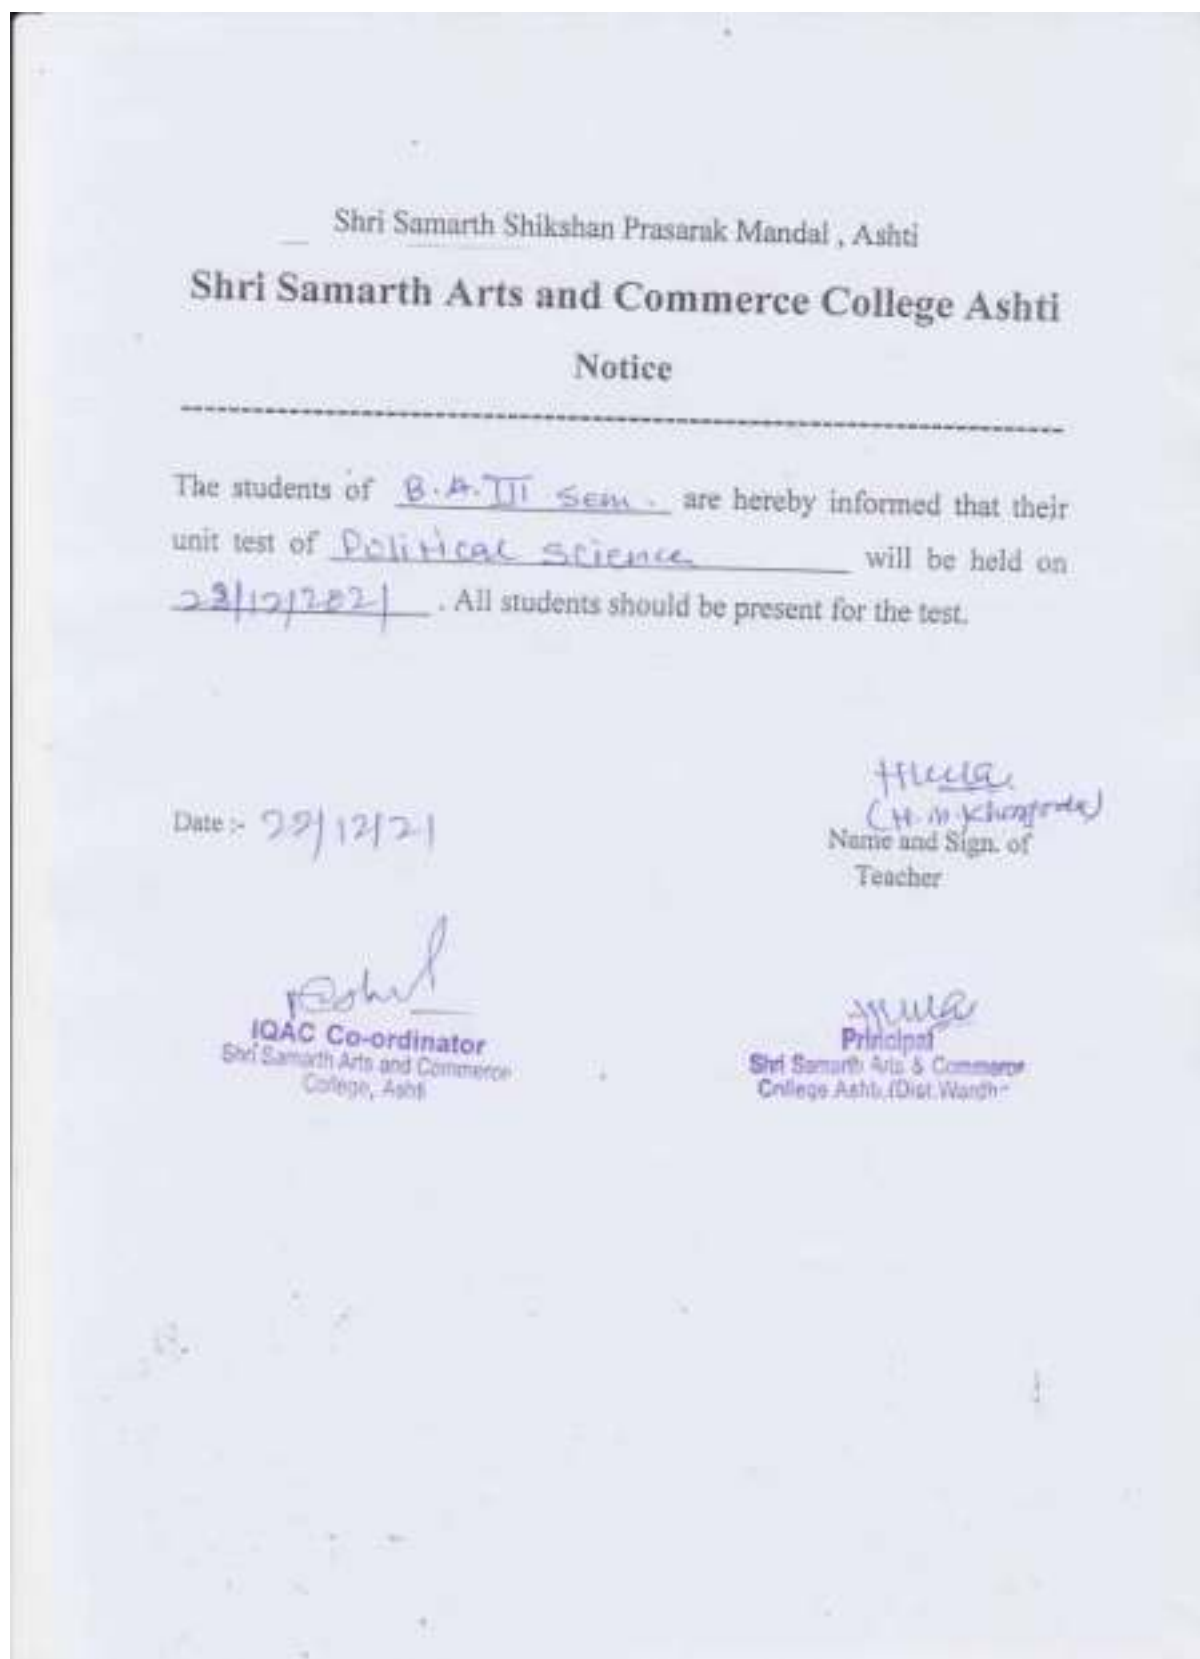 Shri Samarth Shikshan Prasarak Mandal , Ashti
Shri Samarth Arts and Commerce College Ashti
Notice
The students of B.A. III Sem. are hereby informed that their
unit test of Political Science will be held on
23/12/2021 . All students should be present for the test.
Date :- 22/12/21
(H. M.
Name and Sign. of
Teacher
IQAC Co-ordinator
Shri Samarth Arts and Commerce
College, Ashti
Principal
Shri Samarth Arts & Commerce
College Ashti, (Dist. Wardh